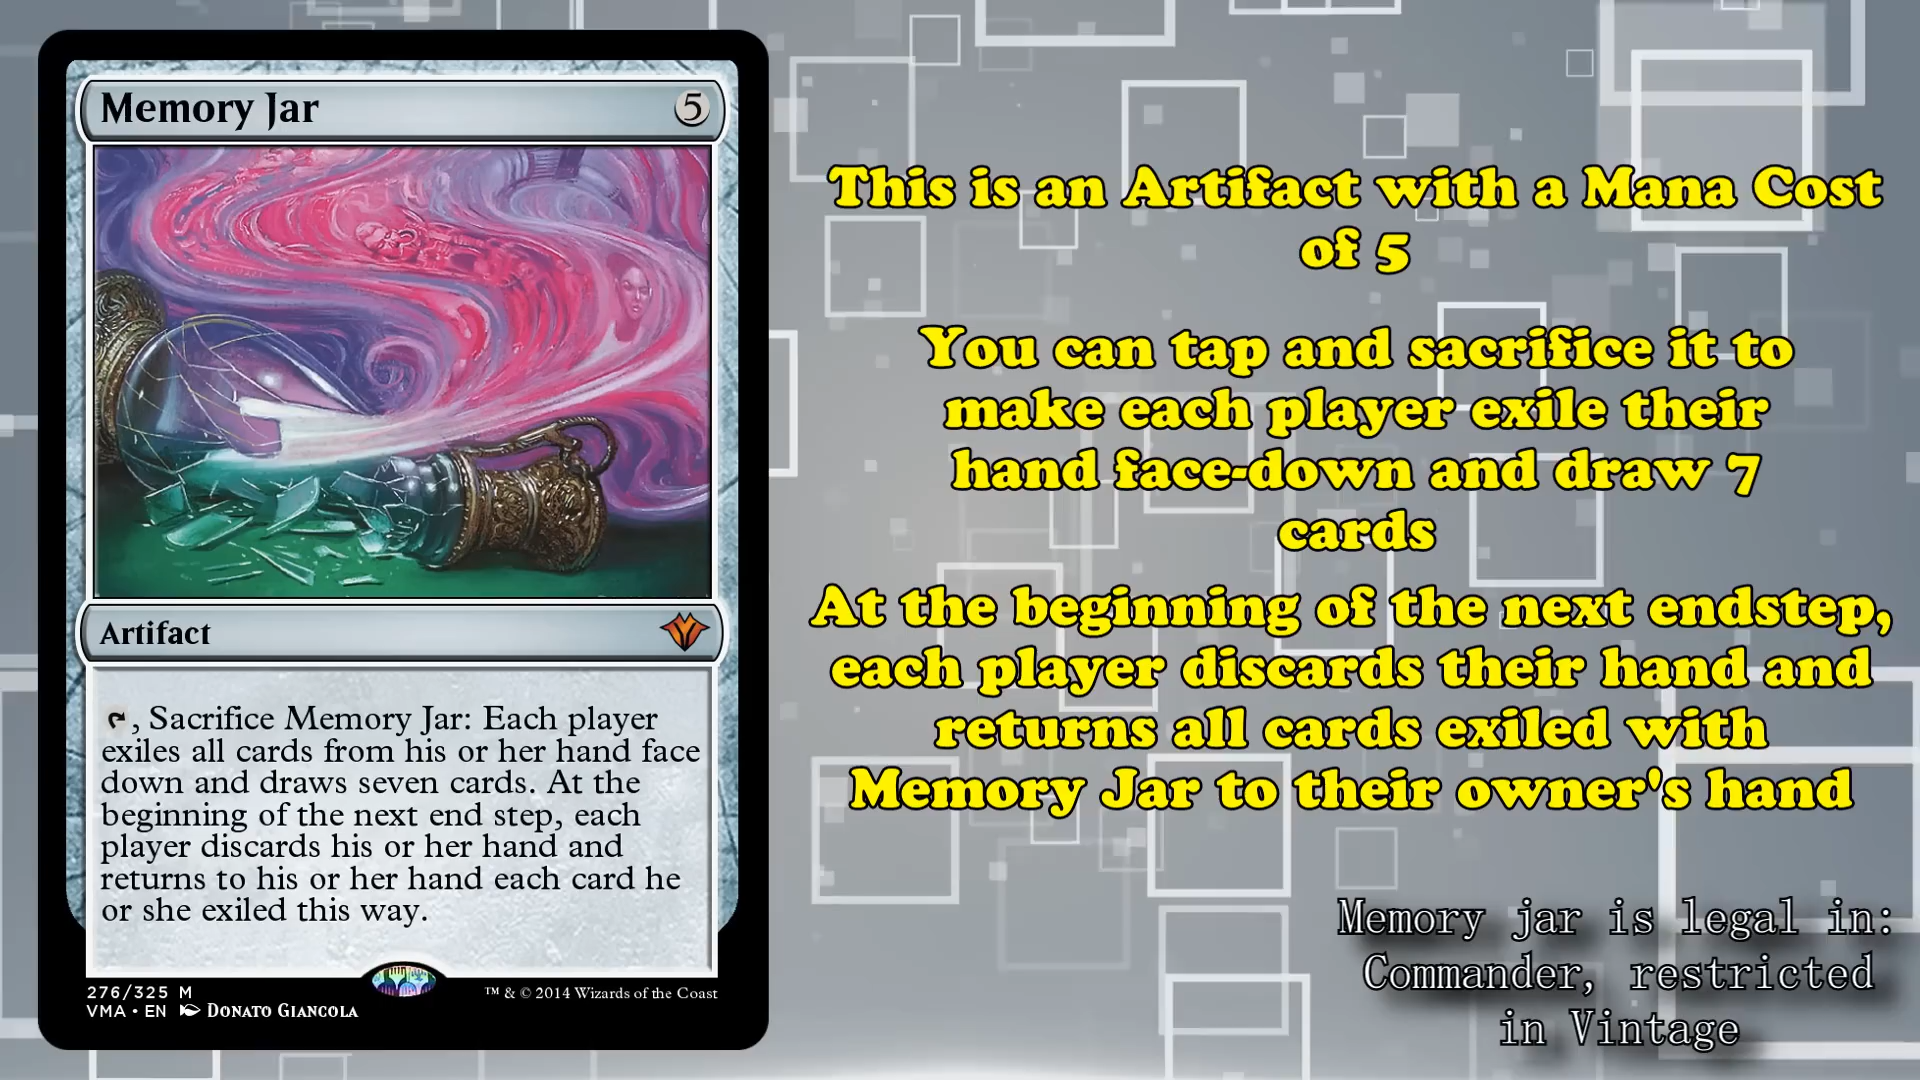 Memory Jar
5
Artifact
, Sacrifice Memory Jar: Each player
exiles all cards from his or her hand face
down and draws seven cards. At the
beginning of the next end step, each
player discards his or her hand and
returns to his or her hand each card he
or she exiled this way.
276/325 M
VMA • EN Donato Giancola
™ & © 2014 Wizards of the Coast
This is an Artifact with a Mana Cost
of 5
You can tap and sacrifice it to
make each player exile their
hand face-down and draw 7
cards
At the beginning of the next endstep,
each player discards their hand and
returns all cards exiled with
Memory Jar to their owner's hand
Memory jar is legal in:
Commander, restricted
in Vintage